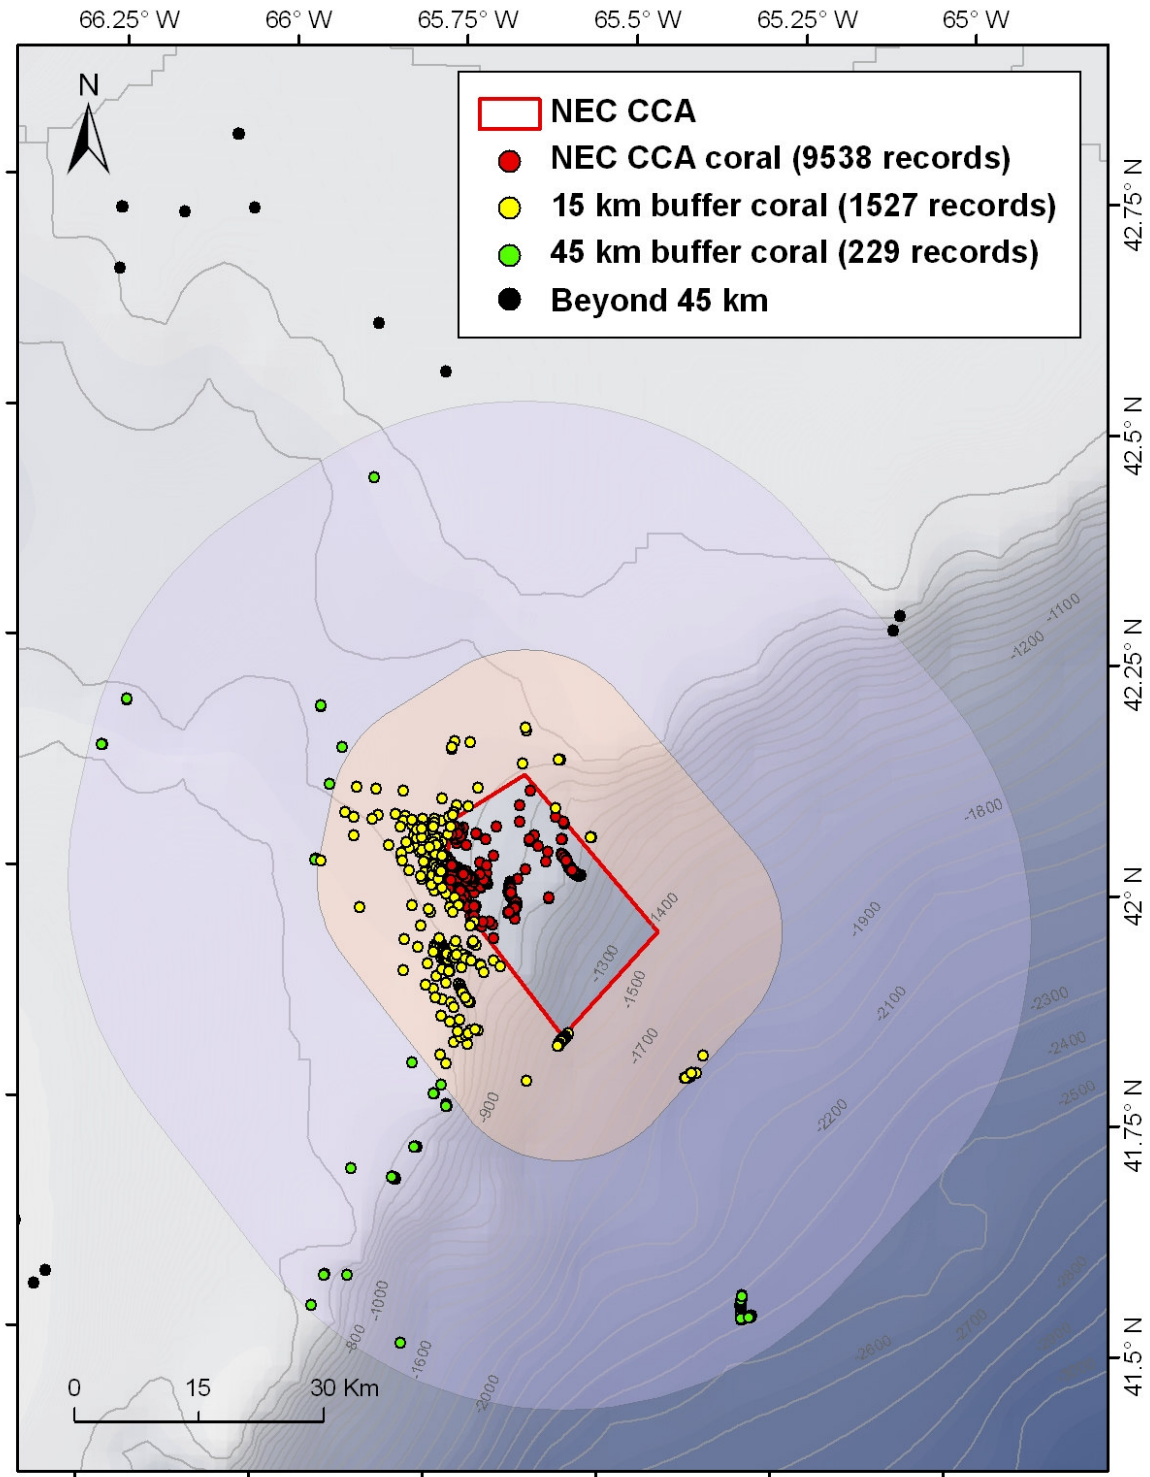 66.25° W 66° W 65.75° W 65.5° W 65.25° W 65° W
N
NEC CCA
NEC CCA coral (9538 records)
15 km buffer coral (1527 records)
45 km buffer coral (229 records)
Beyond 45 km
42.75° N
42.5° N
-1100
-1200
42.25° N
-1800
42° N
-1400
-1900
-1300
-1500
-2100
-2300
-1700
-2400
-2500
-900
-2200
41.75° N
-1000
-2800
-800
-1600
-2700
-2600
41.5° N
-2000
0 15 30 Km